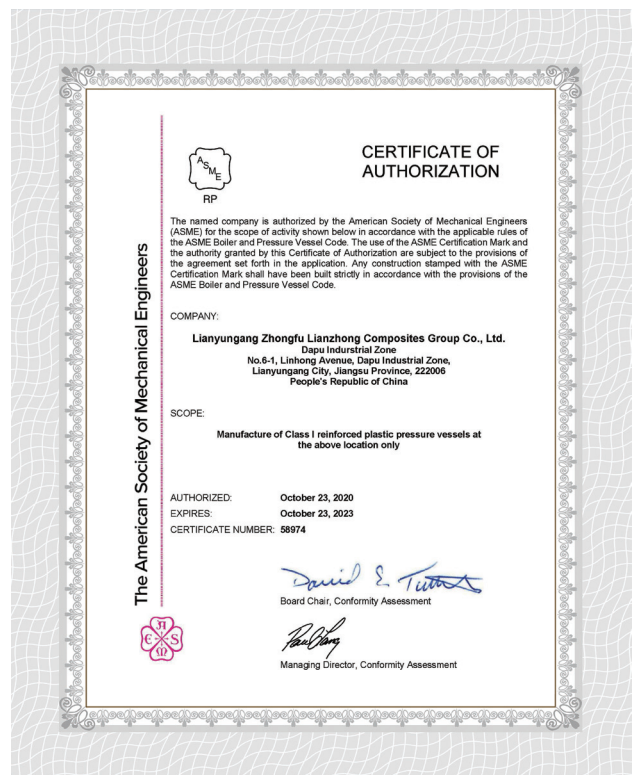 ASME
RP
CERTIFICATE OF
AUTHORIZATION
The named company is authorized by the American Society of Mechanical Engineers
(ASME) for the scope of activity shown below in accordance with the applicable rules of
the ASME Boiler and Pressure Vessel Code. The use of the ASME Certification Mark and
the authority granted by this Certificate of Authorization are subject to the provisions of
the agreement set forth in the application. Any construction stamped with the ASME
Certification Mark shall have been built strictly in accordance with the provisions of the
ASME Boiler and Pressure Vessel Code.
COMPANY:
Lianyungang Zhongfu Lianzhong Composites Group Co., Ltd.
Dapu Indurstrial Zone
No.6-1, Linhong Avenue, Dapu Industrial Zone,
Lianyungang City, Jiangsu Province, 222006
People's Republic of China
SCOPE:
Manufacture of Class I reinforced plastic pressure vessels at
the above location only
AUTHORIZED: October 23, 2020
EXPIRES: October 23, 2023
CERTIFICATE NUMBER: 58974
Board Chair, Conformity Assessment
Managing Director, Conformity Assessment
The American Society of Mechanical Engineers
A
E S
M